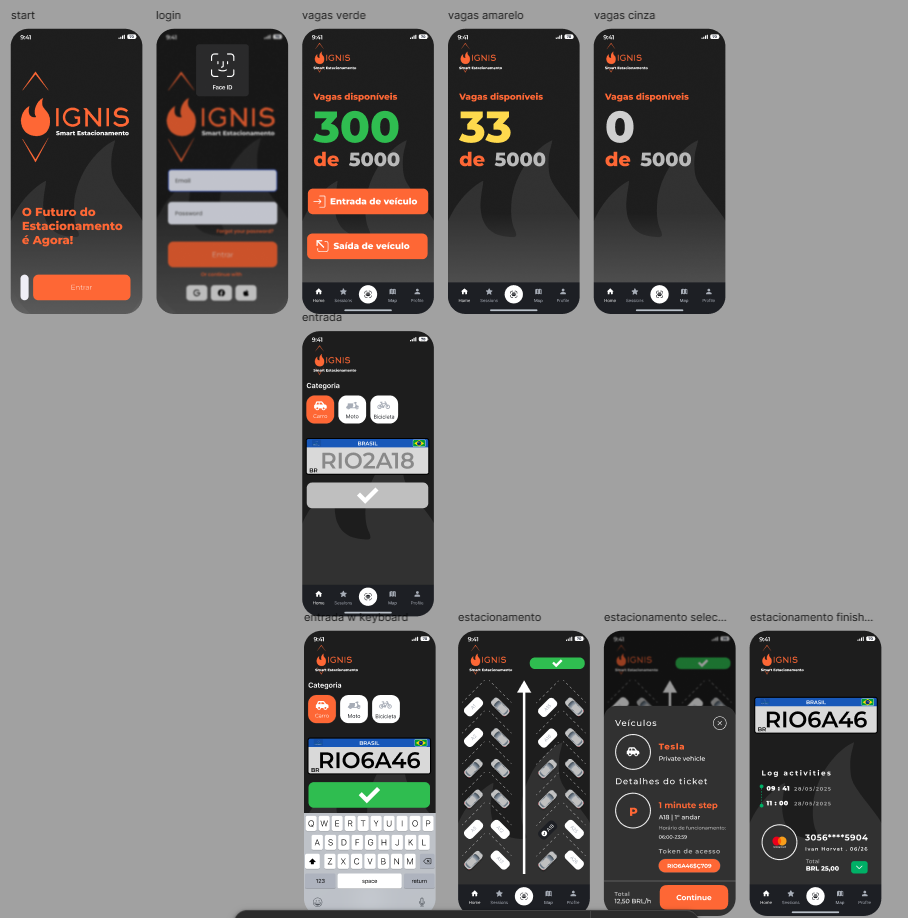 start
9:41
IGNIS
Smart Estacionamento
O Futuro do
Estacionamento
é Agora!
Entrar
login
9:41
Face ID
IGNIS
Smart Estacionamento
Email
Password
Forgot your password?
Entrar
Or continue with
vagas verde
9:41
IGNIS
Smart Estacionamento
Vagas disponíveis
300
de 5000
Entrada de veículo
Saída de veículo
Home Sessions Map Profile
vagas amarelo
9:41
IGNIS
Smart Estacionamento
Vagas disponíveis
33
de 5000
Home Sessions Map Profile
vagas cinza
9:41
IGNIS
Smart Estacionamento
Vagas disponíveis
0
de 5000
Home Sessions Map Profile
entrada
9:41
IGNIS
Smart Estacionamento
Categoria
Carro Moto Bicicleta
BRASIL
RIO2A18
BR
Home Sessions Map Profile
entrada w keyboard
9:41
IGNIS
Smart Estacionamento
Categoria
Carro Moto Bicicleta
BRASIL
RIO6A46
BR
Q W E R T Y U I O P
A S D F G H J K L
Z X C V B N M
123 space return
estacionamento
9:41
IGNIS
Smart Estacionamento
A18
Home Sessions Map Profile
estacionamento selec...
9:41
IGNIS
Smart Estacionamento
Veículos
Tesla
Private vehicle
Detalhes do ticket
P
1 minute step
A18 | 1° andar
Horário de funcionamento:
06:00-23:59
Token de acesso
RIO6A46SC709
Total
12,50 BRL/h
Continue
estacionamento finish...
9:41
IGNIS
Smart Estacionamento
BRASIL
RIO6A46
BR
Log activities
09 : 41 28/05/2025
11 : 00 28/05/2025
3056****5904
Ivan Horvat . 06/26
Total
BRL 25,00
Home Sessions Map Profile